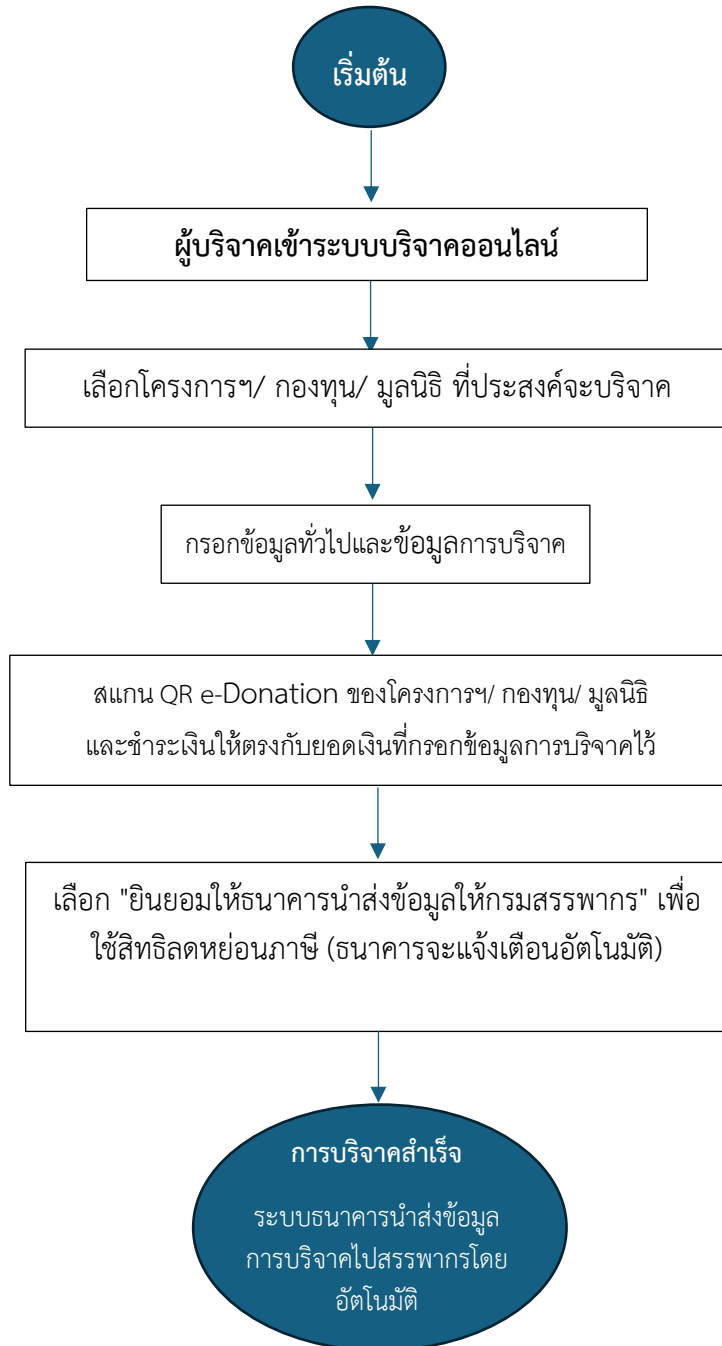 เริ่มต้น
ผู้บริจาคเข้าระบบบริจาคออนไลน์
เลือกโครงการฯ/ กองทุน/ มูลนิธิ ที่ประสงค์จะบริจาค
กรอกข้อมูลทั่วไปและข้อมูลการบริจาค
สแกน QR e-Donation ของโครงการฯ/ กองทุน/ มูลนิธิ
และชำระเงินให้ตรงกับยอดเงินที่กรอกข้อมูลการบริจาคไว้
เลือก "ยินยอมให้ธนาคารนำส่งข้อมูลให้กรมสรรพากร" เพื่อ
ใช้สิทธิลดหย่อนภาษี (ธนาคารจะแจ้งเตือนอัตโนมัติ)
การบริจาคสำเร็จ
ระบบธนาคารนำส่งข้อมูล
การบริจาคไปสรรพากรโดย
อัตโนมัติ